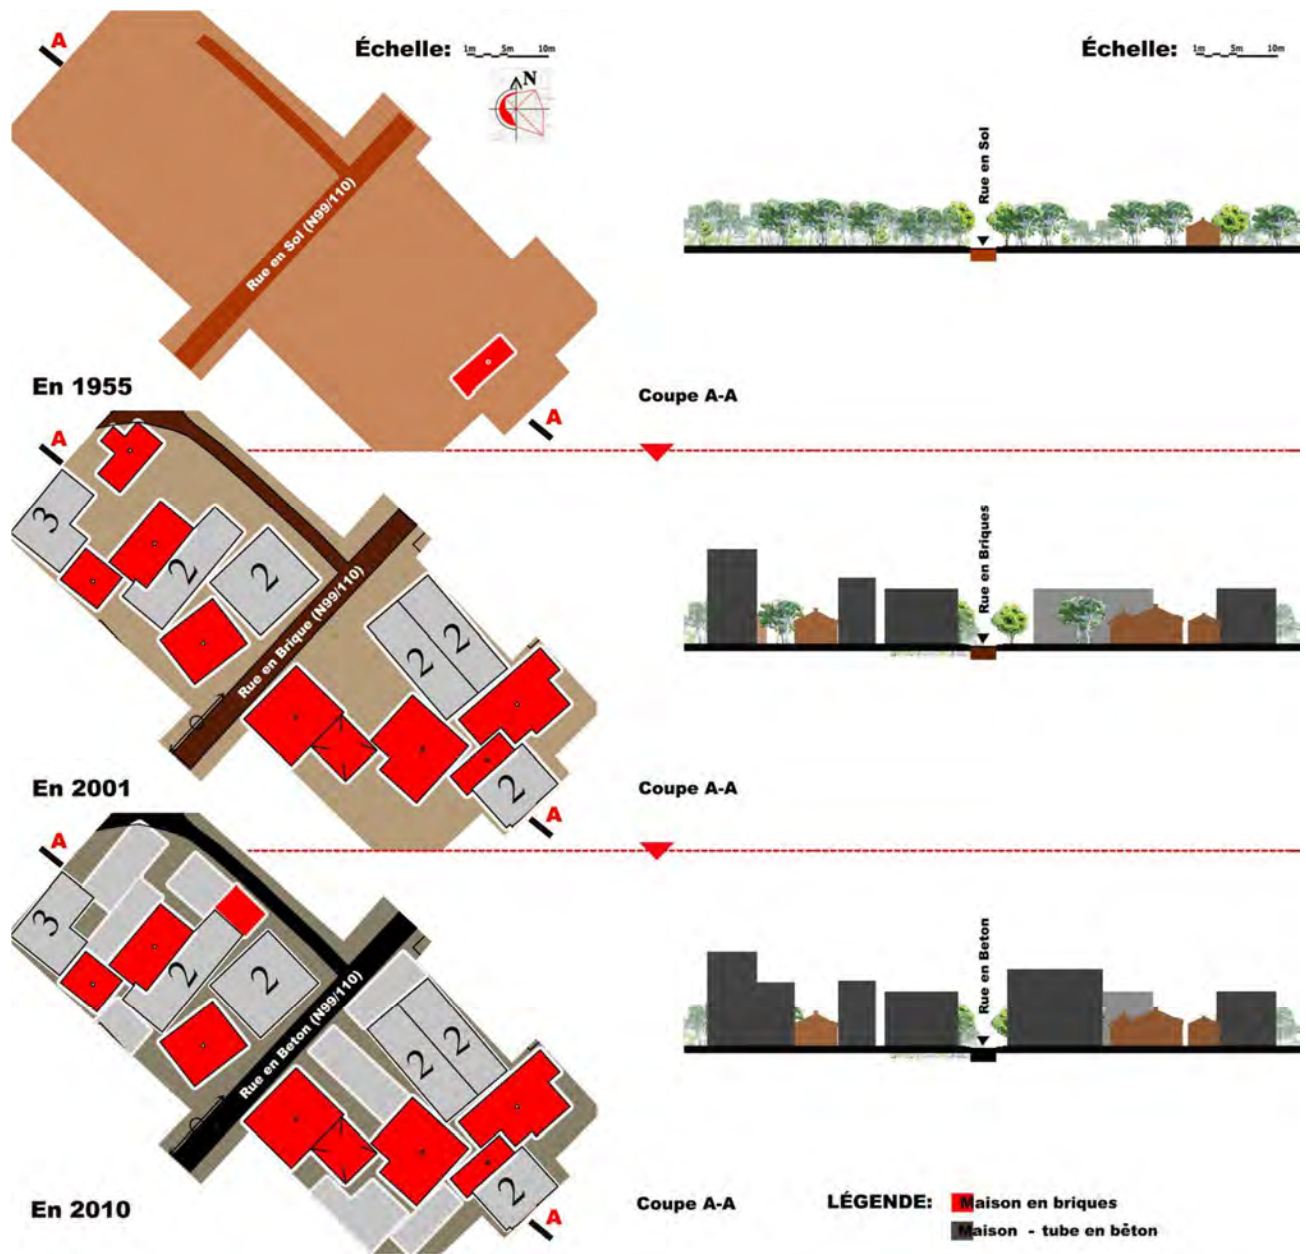 A
Échelle: 1m 5m 10m
N
Rue en Sol (N99/110)
A
En 1955
Échelle: 1m 5m 10m
Rue en Sol
Coupe A-A
A
3
2
2
2
2
2
Rue en Brique (N99/110)
A
En 2001
Rue en Briques
Coupe A-A
A
3
2
2
2
2
2
Rue en Beton (N99/110)
A
En 2010
Rue en Beton
Coupe A-A
LÉGENDE:
Maison en briques
Maison - tube en bêton